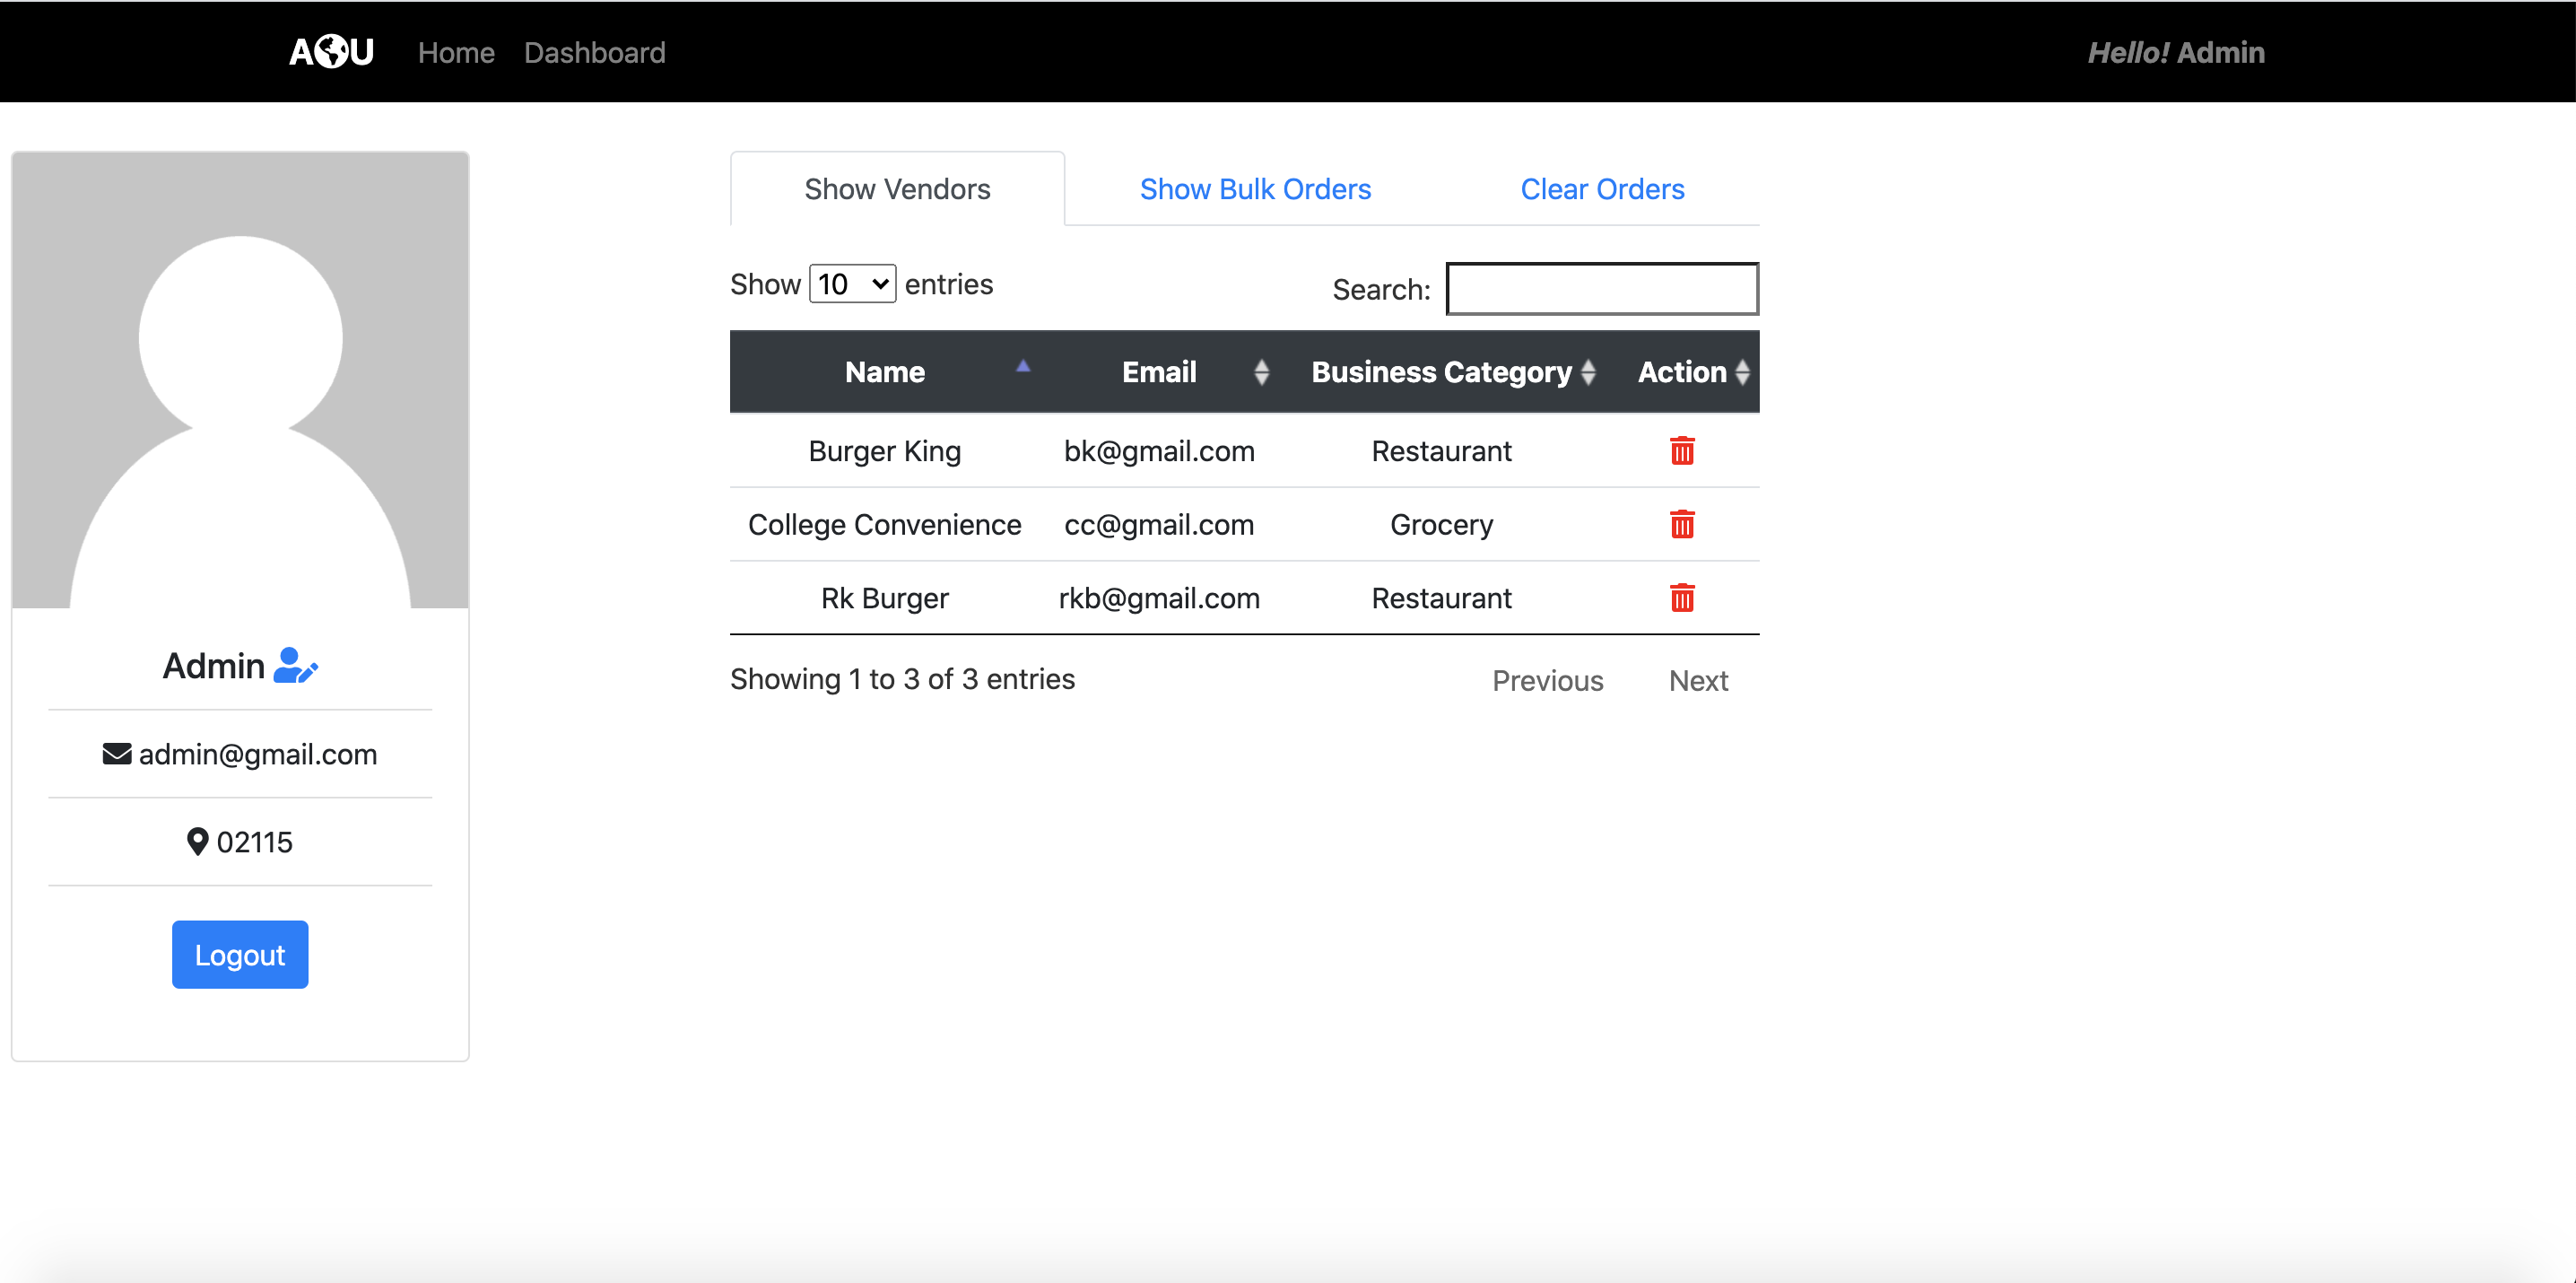 AOU Home Dashboard Hello! Admin
Admin
admin@gmail.com
02115
Logout
Show Vendors Show Bulk Orders Clear Orders
Show 10 entries Search:
Name Email Business Category Action
Burger King bk@gmail.com Restaurant
College Convenience cc@gmail.com Grocery
Rk Burger rkb@gmail.com Restaurant
Showing 1 to 3 of 3 entries Previous Next